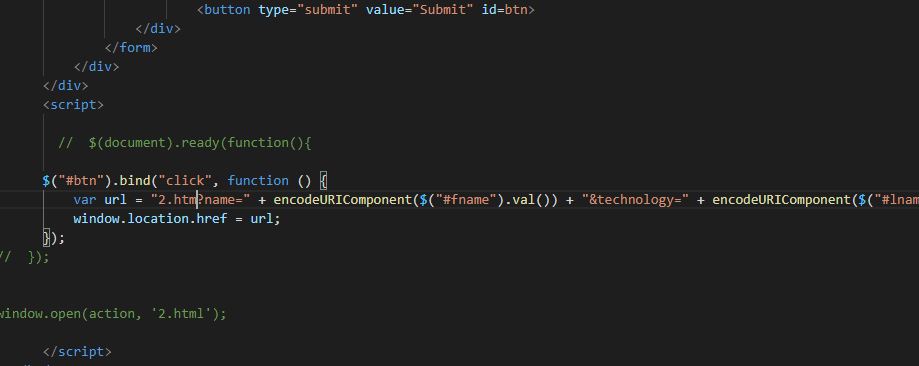 <button type="submit" value="Submit" id=btn>
</div>
</form>
</div>
</div>
<script>
// $(document).ready(function(){
$("#btn").bind("click", function () {
var url = "2.htm?name=" + encodeURIComponent($("#fname").val()) + "&technology=" + encodeURIComponent($("#lnam
window.location.href = url;
});
// });
window.open(action, '2.html');
</script>